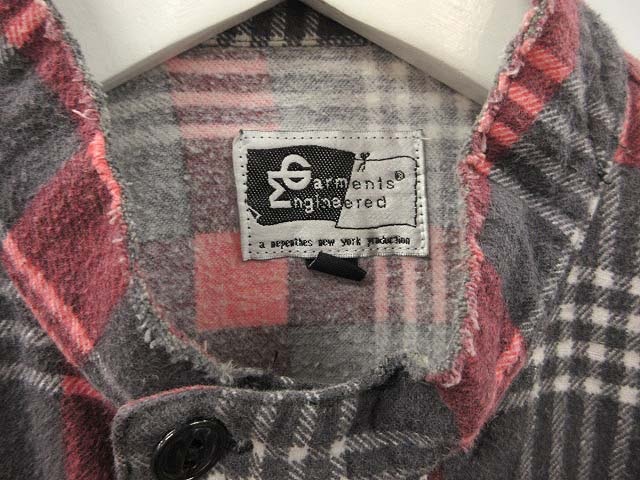 Garments®
Engineered
a nepenthes new york production